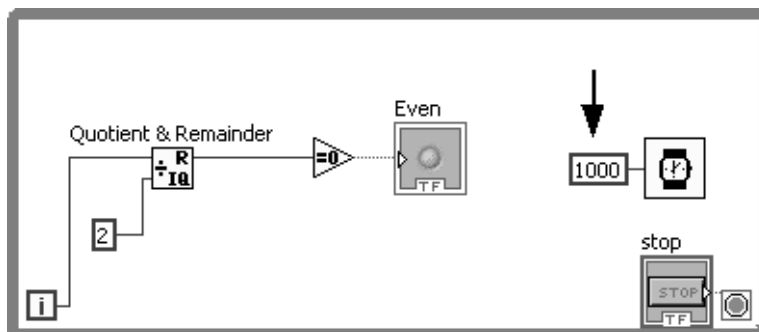 Even
Quotient & Remainder
R
IQ
=0
TF
1000
2
stop
STOP
TF
i